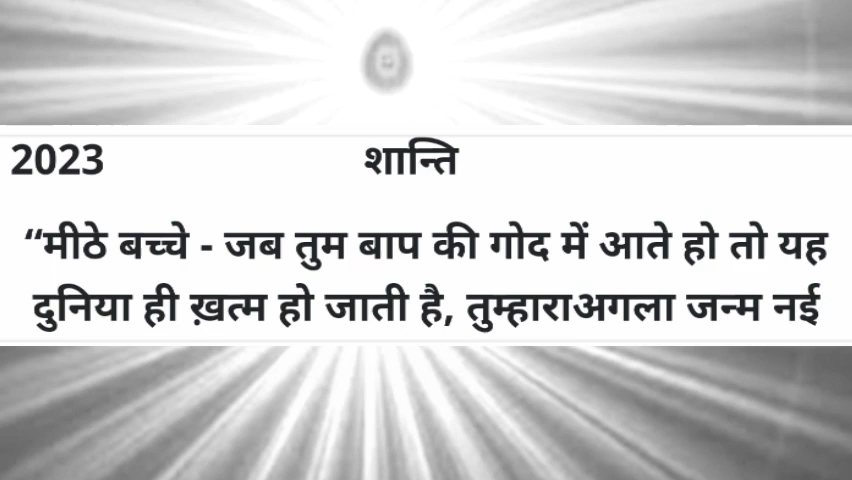 2023 शान्ति
“मीठे बच्चे - जब तुम बाप की गोद में आते हो तो यह
दुनिया ही ख़त्म हो जाती है, तुम्हाराअगला जन्म नई